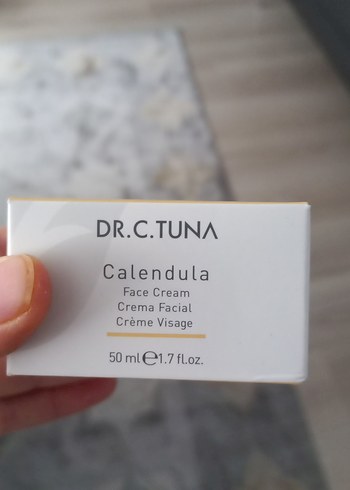 DR.C.TUNA
Calendula
Face Cream
Crema Facial
Crème Visage
50 ml ℮ 1.7 fl.oz.